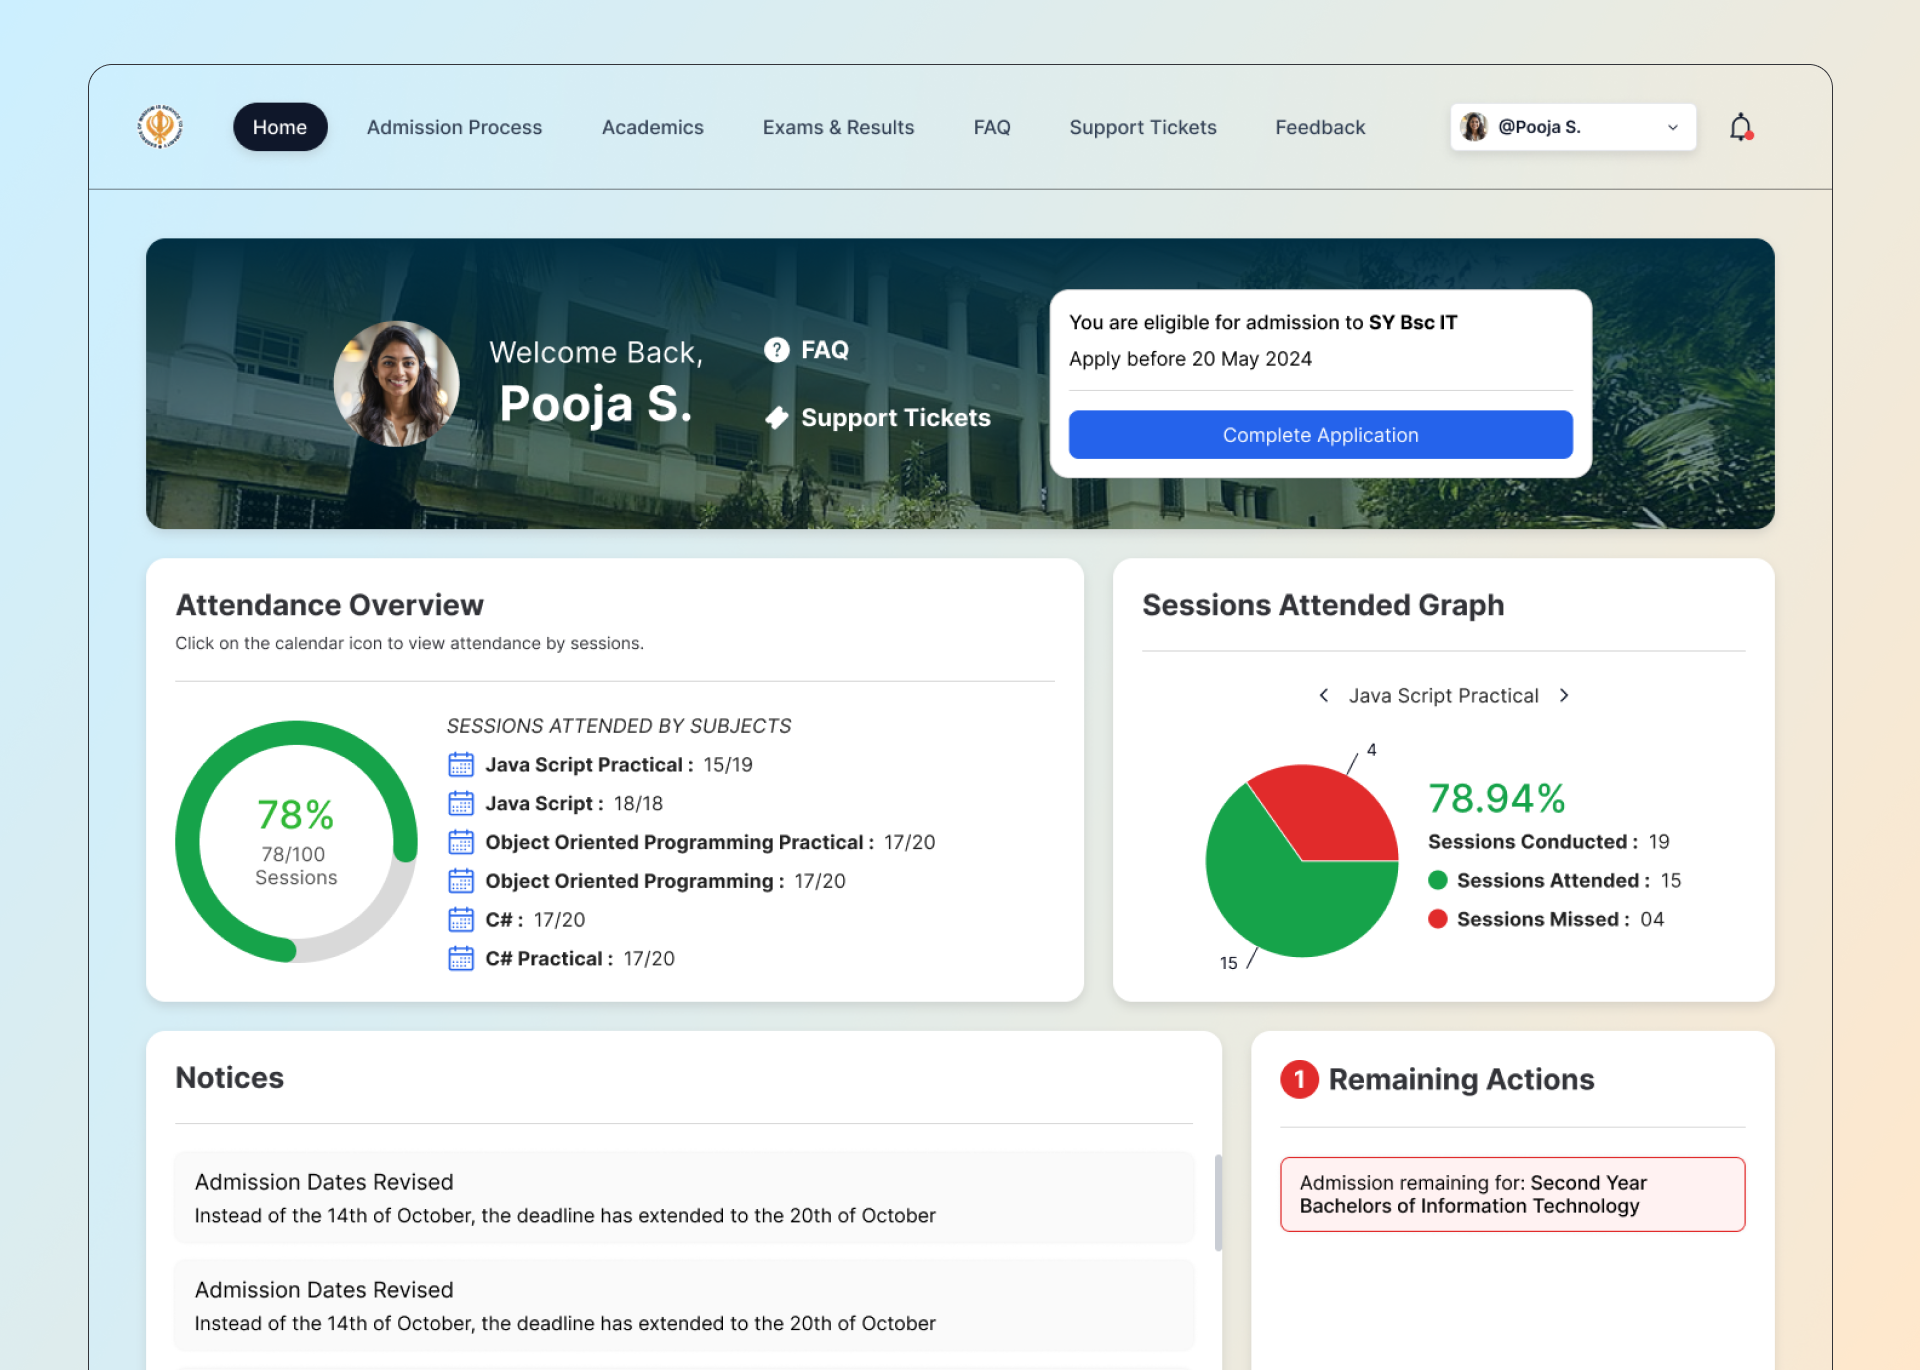 Home
Admission Process
Academics
Exams & Results
FAQ
Support Tickets
Feedback
@Pooja S.
Welcome Back,
Pooja S.
? FAQ
Support Tickets
You are eligible for admission to SY Bsc IT
Apply before 20 May 2024
Complete Application
Attendance Overview
Click on the calendar icon to view attendance by sessions.
78%
78/100
Sessions
SESSIONS ATTENDED BY SUBJECTS
Java Script Practical : 15/19
Java Script : 18/18
Object Oriented Programming Practical : 17/20
Object Oriented Programming : 17/20
C# : 17/20
C# Practical : 17/20
Sessions Attended Graph
Java Script Practical
4
15
78.94%
Sessions Conducted : 19
Sessions Attended : 15
Sessions Missed : 04
Notices
Admission Dates Revised
Instead of the 14th of October, the deadline has extended to the 20th of October
Admission Dates Revised
Instead of the 14th of October, the deadline has extended to the 20th of October
1 Remaining Actions
Admission remaining for: Second Year
Bachelors of Information Technology